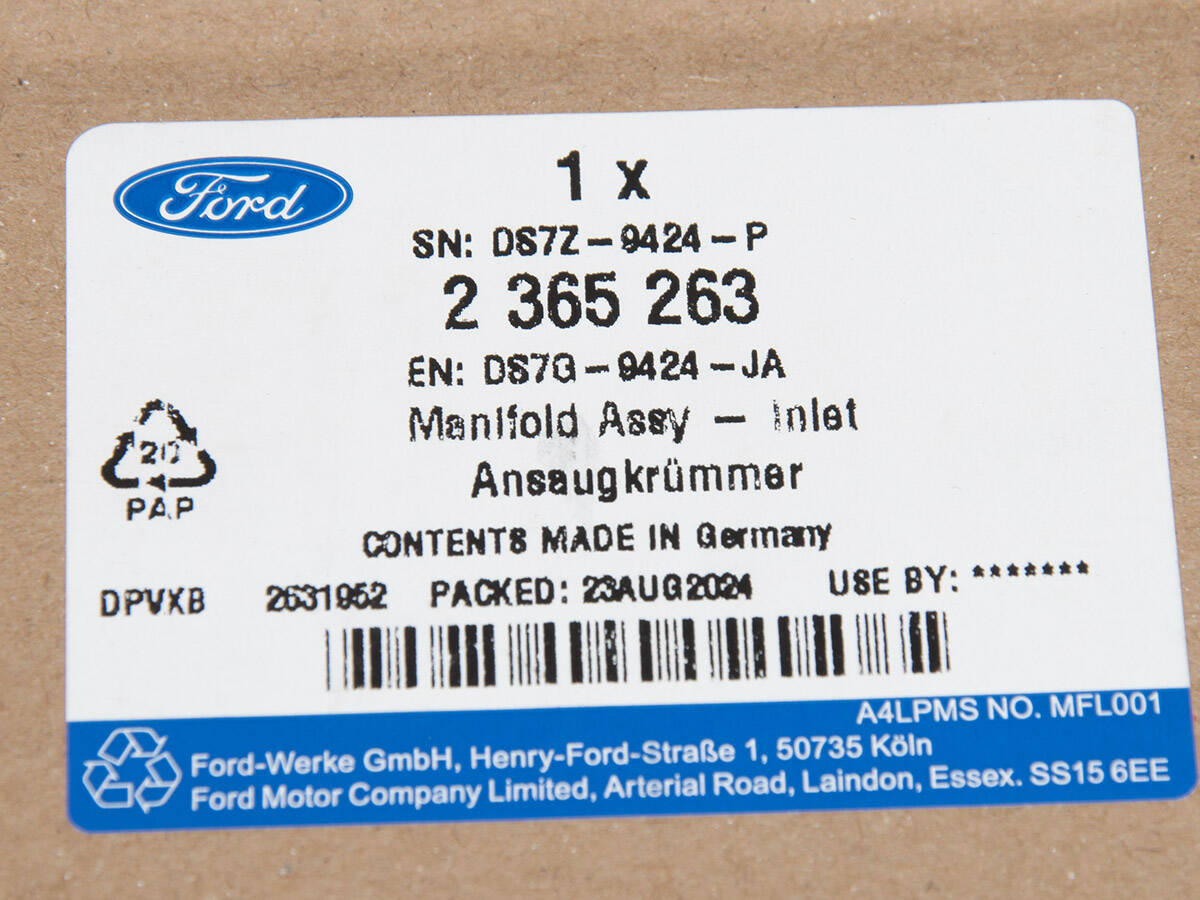 Ford
1 x
SN: DS7Z-9424-P
2 365 263
EN: DS7G-9424-JA
Manifold Assy - Inlet
Ansaugkrümmer
20
PAP
CONTENTS MADE IN Germany
DPVXB 2631952 PACKED: 23AUG2024 USE BY: *******
A4LPMS NO. MFL001
Ford-Werke GmbH, Henry-Ford-Straße 1, 50735 Köln
Ford Motor Company Limited, Arterial Road, Laindon, Essex. SS15 6EE